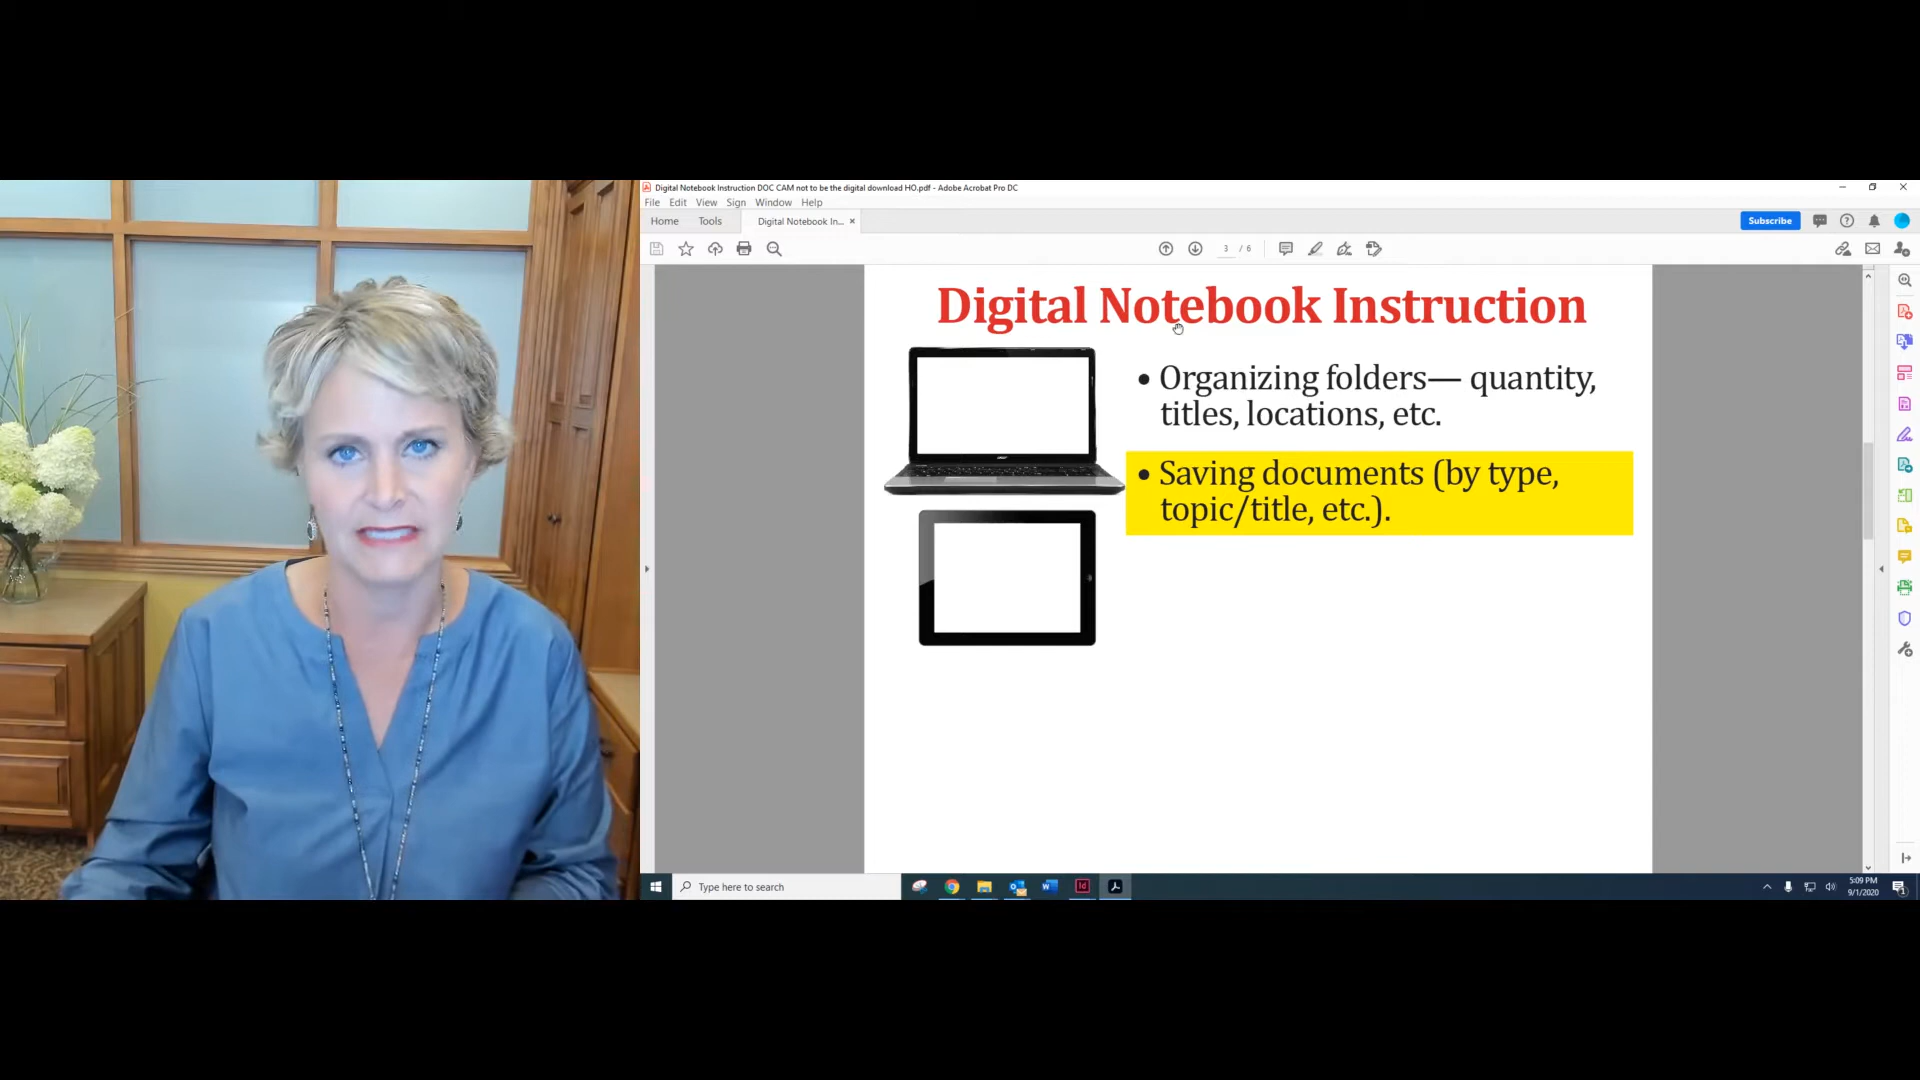 Digital Notebook Instruction DOC CAM not to be the digital download HO.pdf - Adobe Acrobat Pro DC
File Edit View Sign Window Help
Home Tools Digital Notebook In... Subscribe
3 / 6
Digital Notebook Instruction
• Organizing folders— quantity,
titles, locations, etc.
• Saving documents (by type,
topic/title, etc.).
Type here to search
5:09 PM
9/1/2020